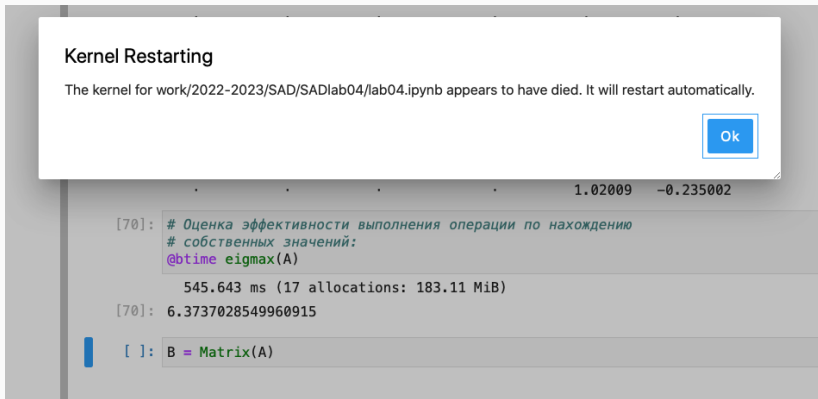 Kernel Restarting
The kernel for work/2022-2023/SAD/SADlab04/lab04.ipynb appears to have died. It will restart automatically.
Ok
. . . . 1.02009 -0.235002
[70]: # Оценка эффективности выполнения операции по нахождению
# собственных значений:
@btime eigmax(A)
545.643 ms (17 allocations: 183.11 MiB)
[70]: 6.3737028549960915
[ ]: B = Matrix(A)